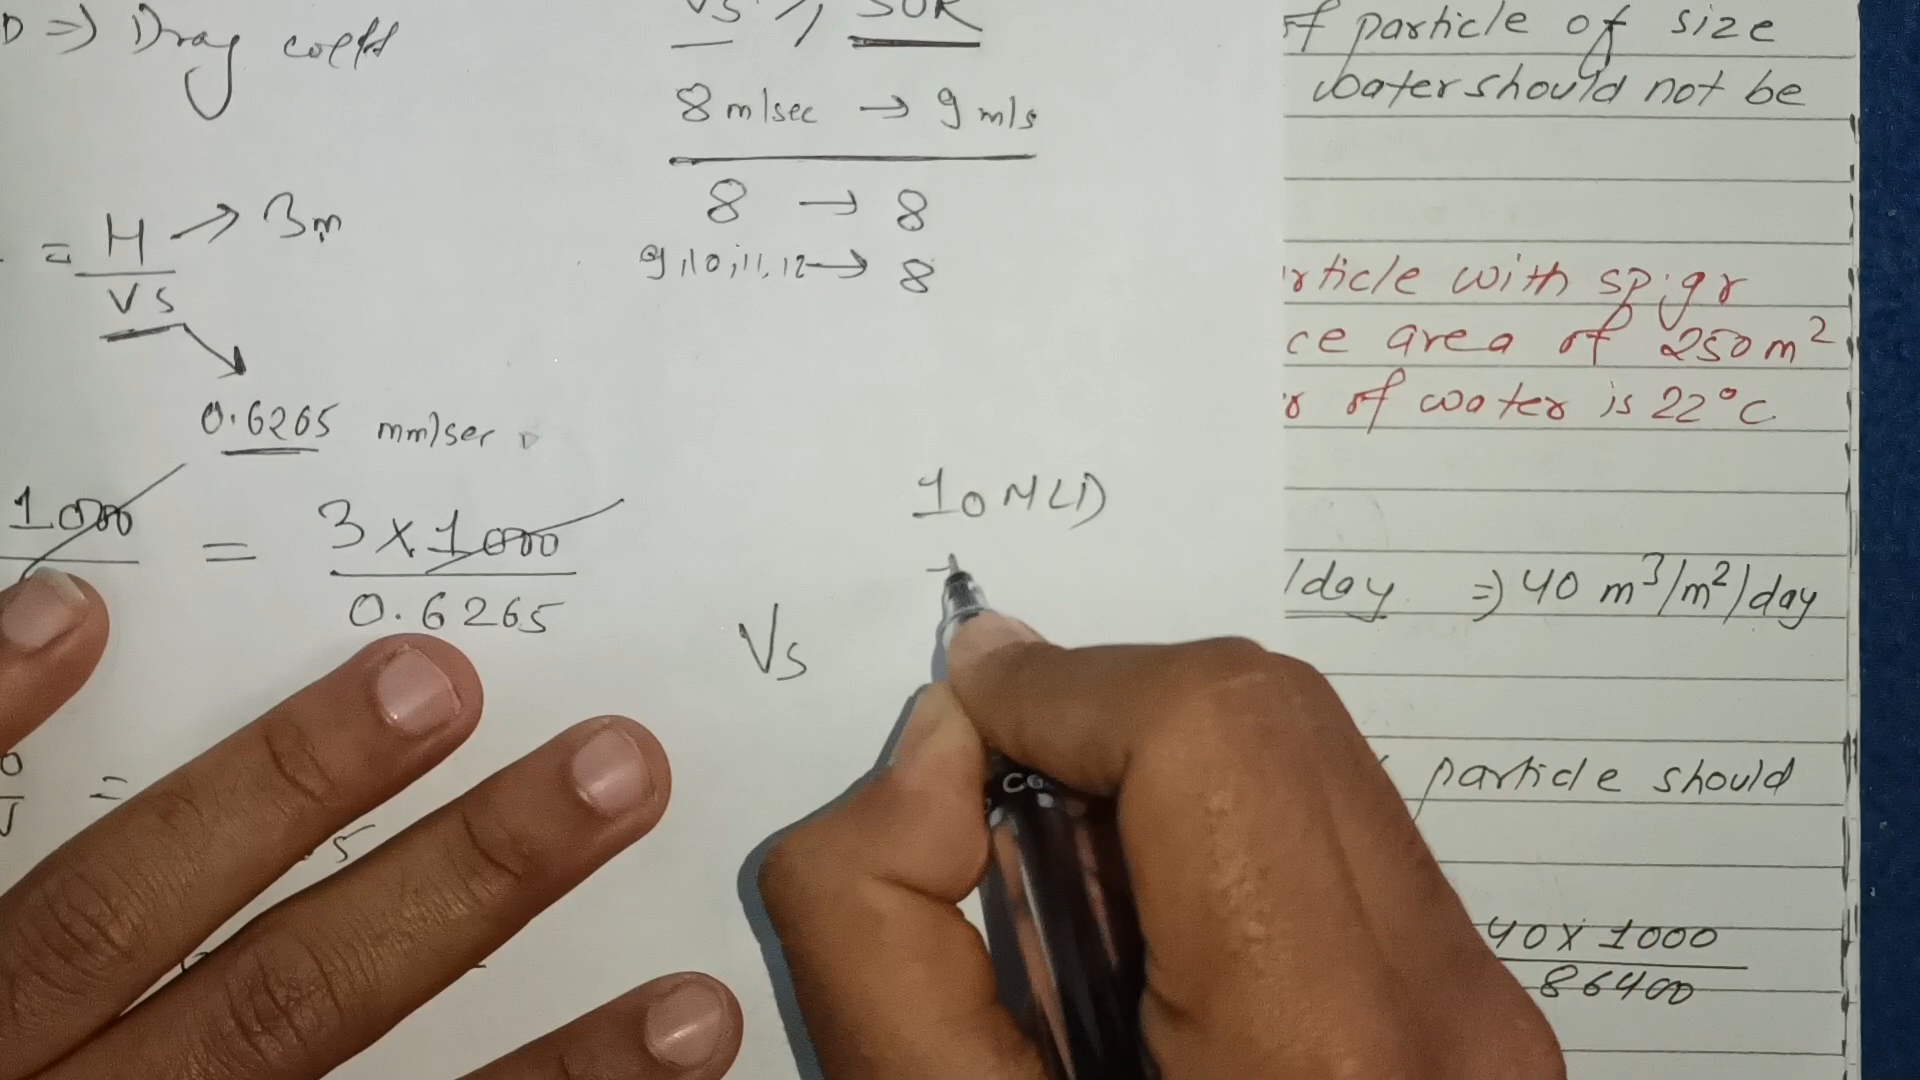 D => Drag coeff
Vs >, SOR
8 m/sec → 9 m/s
8 → 8
9,10,11,12 → 8
= H → 3m
Vs
0.6265 mm/sec
1000 = 3 x 1000
0.6265
10 MLD
Vs
=
5
of particle of size
water should not be
rticle with sp.gr
ce area of 250 m²
r of water is 22°C
/day => 40 m³/m²/day
particle should
40 X 1000
86400
co